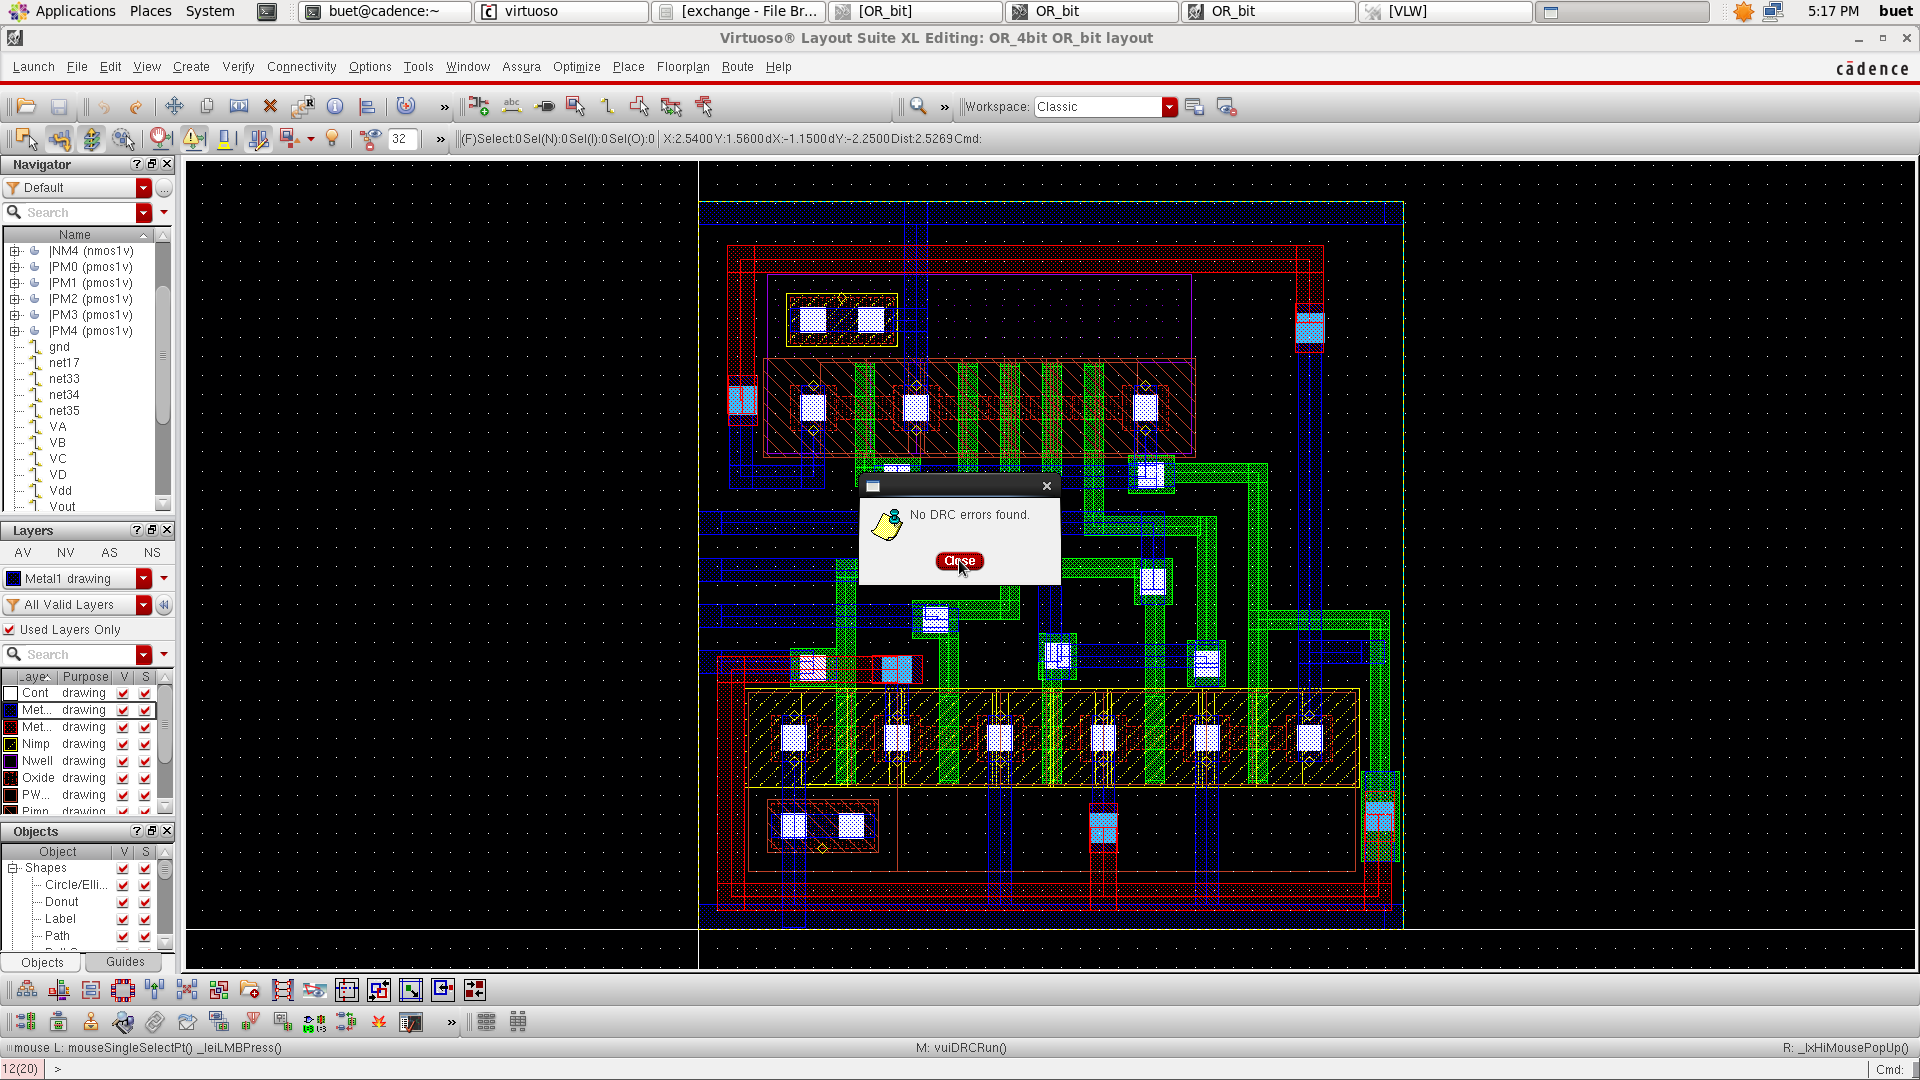 Applications Places System buet@cadence:~ virtuoso [exchange - File Br... [OR_bit] OR_bit OR_bit [VLW] 5:17 PM buet
Virtuoso® Layout Suite XL Editing: OR_4bit OR_bit layout
Launch File Edit View Create Verify Connectivity Options Tools Window Assura Optimize Place Floorplan Route Help cādence
» » Workspace: Classic
32 » (F)Select:0 Sel(N):0 Sel(I):0 Sel(O):0 X:2.5400 Y:1.5600 dX:-1.1500 dY:-2.2500 Dist:2.5269 Cmd:
Navigator
Default
Search
Name
|NM4 (nmos1v)
|PM0 (pmos1v)
|PM1 (pmos1v)
|PM2 (pmos1v)
|PM3 (pmos1v)
|PM4 (pmos1v)
gnd
net17
net33
net34
net35
VA
VB
VC
VD
Vdd
Vout
No DRC errors found.
Close
Layers
AV NV AS NS
Metal1 drawing
All Valid Layers
Used Layers Only
Search
Laye Purpose V S
Cont drawing
Met... drawing
Met... drawing
Nimp drawing
Nwell drawing
Oxide drawing
PW... drawing
Pimp drawing
Objects
Object V S
Shapes
Circle/Elli...
Donut
Label
Path
Objects Guides
»
mouse L: mouseSingleSelectPt() _leiLMBPress() M: vuiDRCRun() R: _lxHiMousePopUp()
12(20) > Cmd: